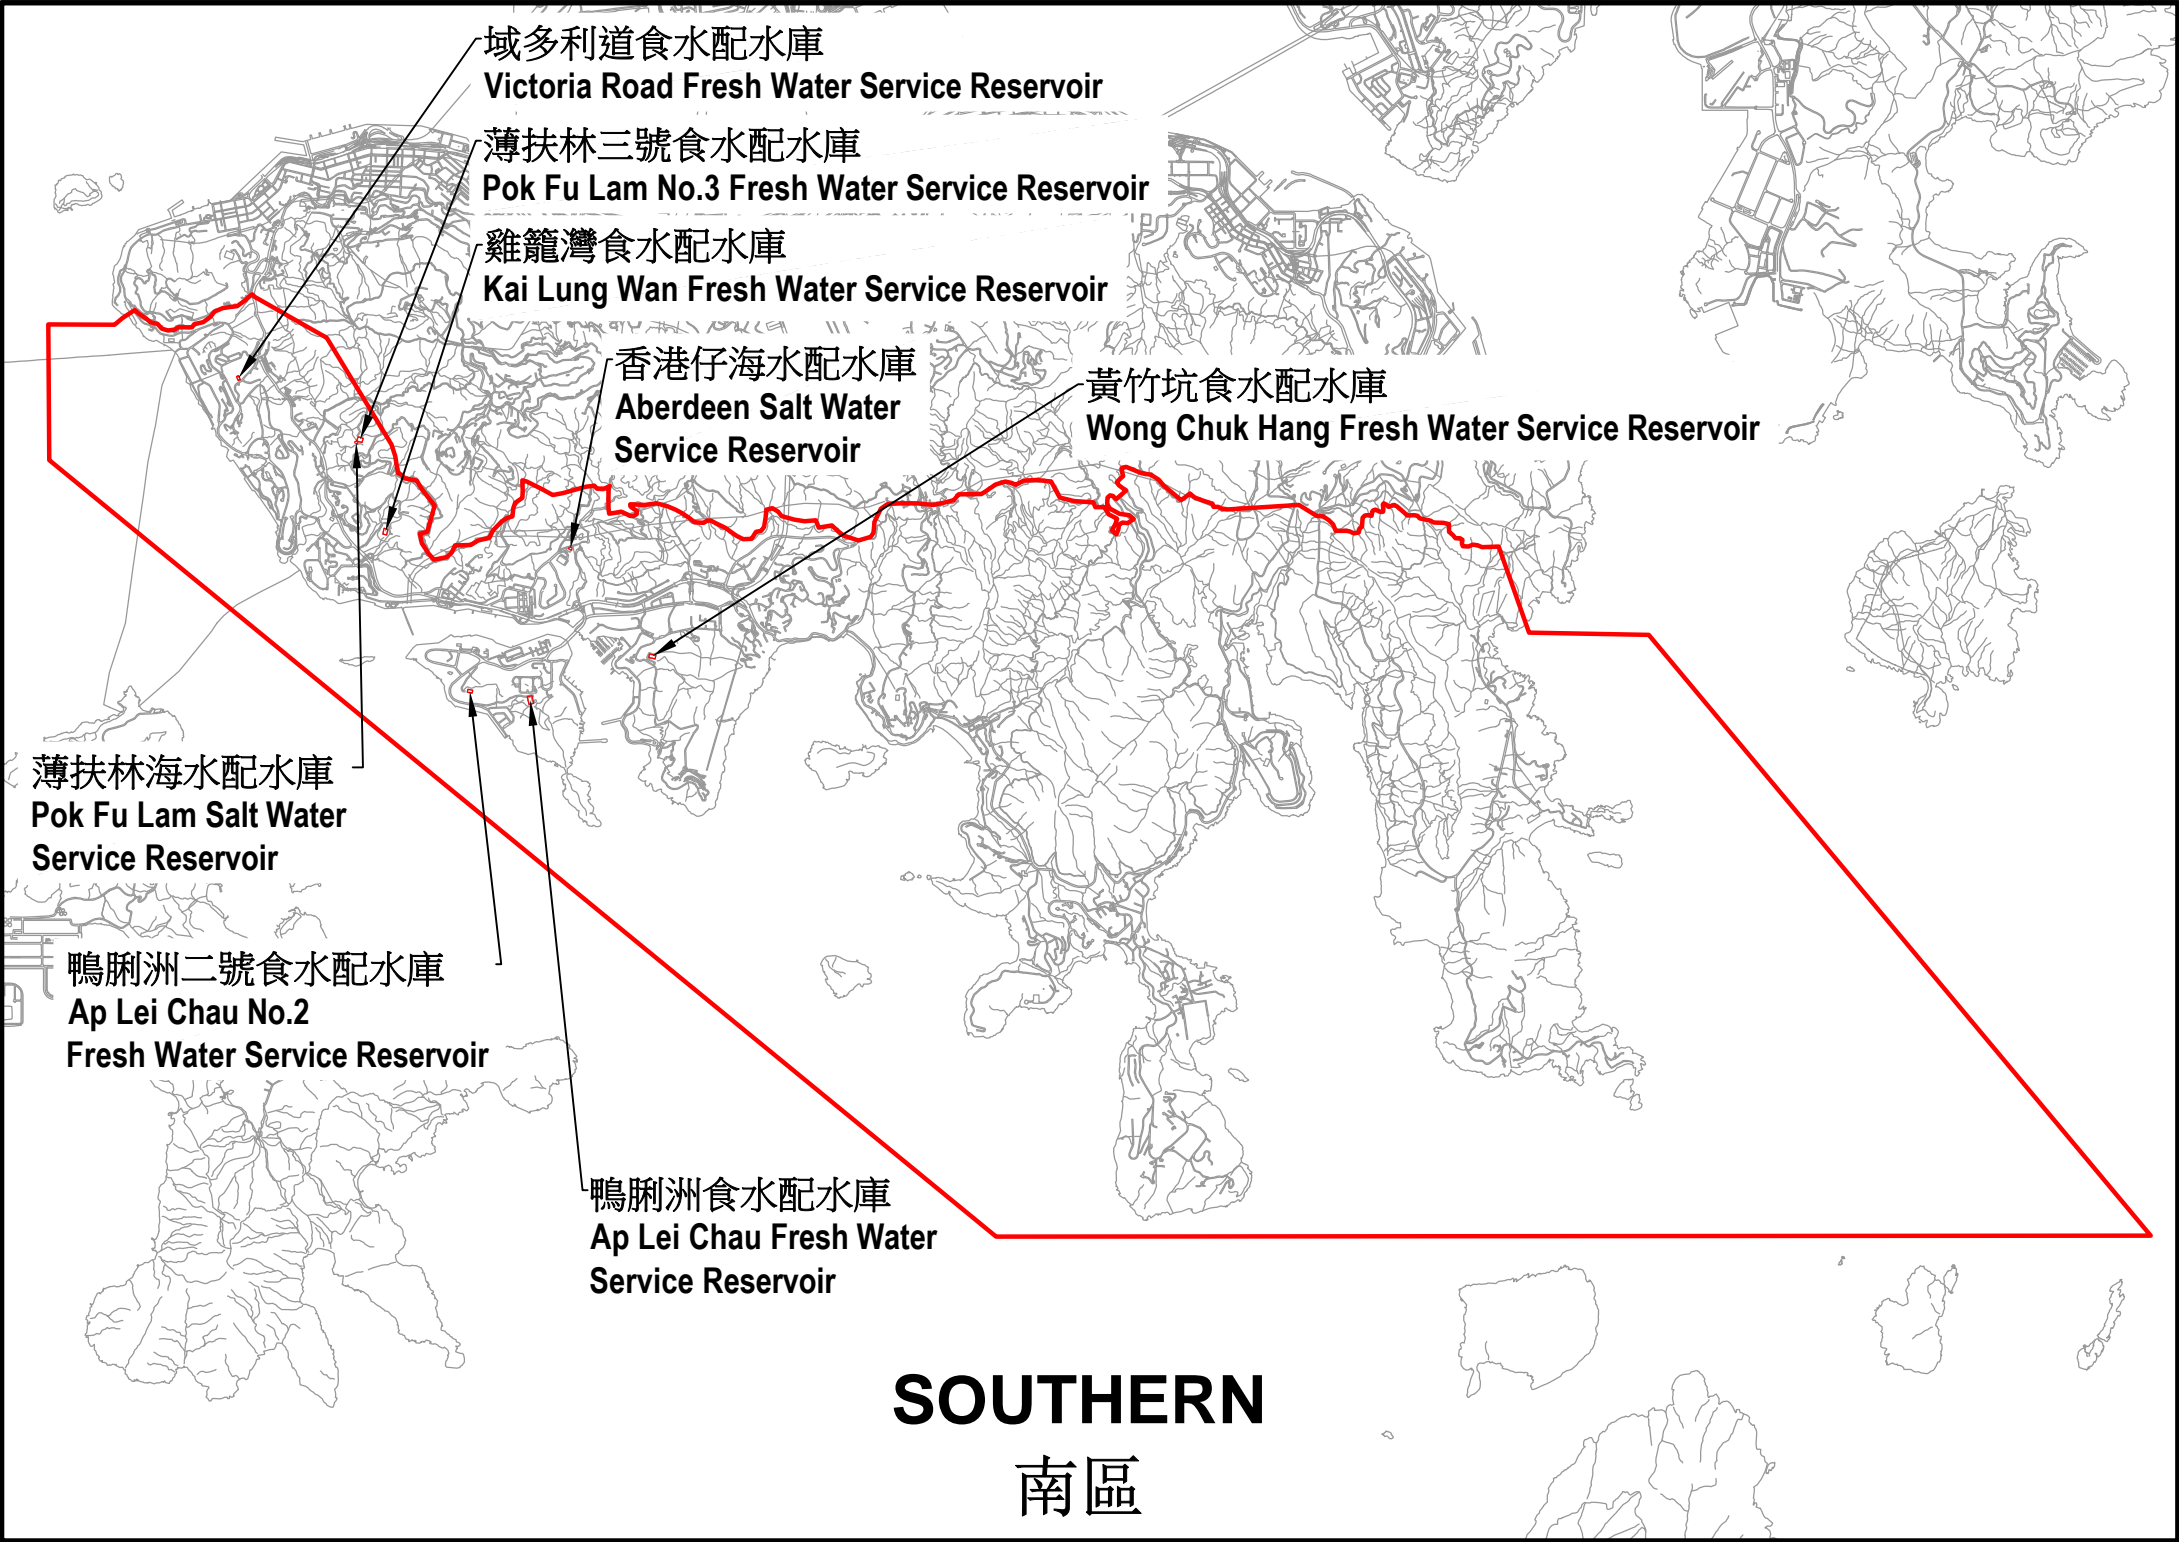 域多利道食水配水庫
Victoria Road Fresh Water Service Reservoir
薄扶林三號食水配水庫
Pok Fu Lam No.3 Fresh Water Service Reservoir
雞籠灣食水配水庫
Kai Lung Wan Fresh Water Service Reservoir
香港仔海水配水庫
Aberdeen Salt Water
Service Reservoir
黃竹坑食水配水庫
Wong Chuk Hang Fresh Water Service Reservoir
薄扶林海水配水庫
Pok Fu Lam Salt Water
Service Reservoir
鴨脷洲二號食水配水庫
Ap Lei Chau No.2
Fresh Water Service Reservoir
鴨脷洲食水配水庫
Ap Lei Chau Fresh Water
Service Reservoir
SOUTHERN
南區